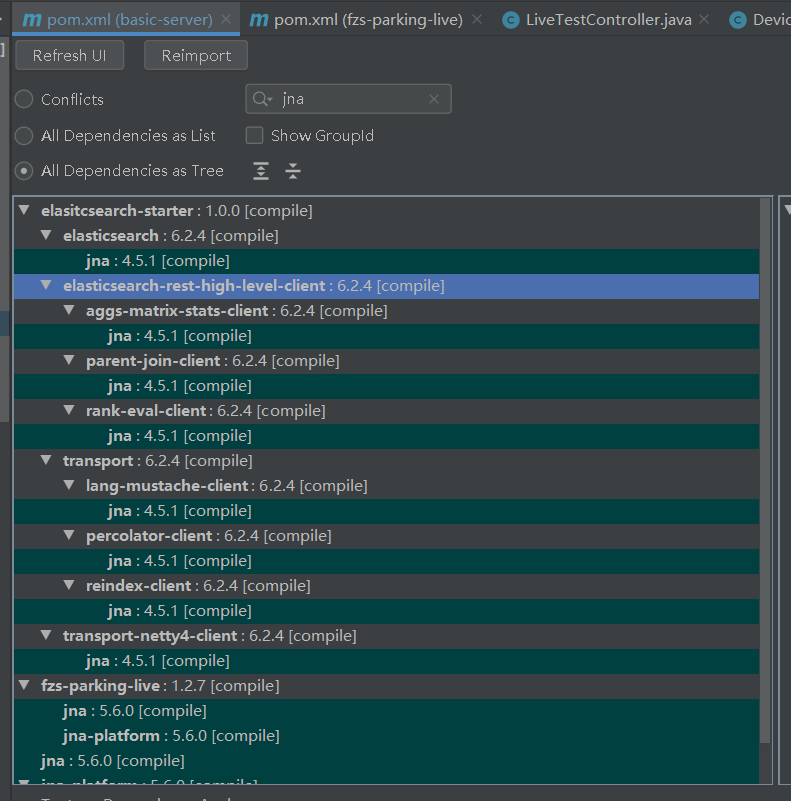 m pom.xml (basic-server) × m pom.xml (fzs-parking-live) × C LiveTestController.java × C Devic
Refresh UI Reimport
Conflicts jna ×
All Dependencies as List Show GroupId
All Dependencies as Tree
elasitcsearch-starter : 1.0.0 [compile]
elasticsearch : 6.2.4 [compile]
jna : 4.5.1 [compile]
elasticsearch-rest-high-level-client : 6.2.4 [compile]
aggs-matrix-stats-client : 6.2.4 [compile]
jna : 4.5.1 [compile]
parent-join-client : 6.2.4 [compile]
jna : 4.5.1 [compile]
rank-eval-client : 6.2.4 [compile]
jna : 4.5.1 [compile]
transport : 6.2.4 [compile]
lang-mustache-client : 6.2.4 [compile]
jna : 4.5.1 [compile]
percolator-client : 6.2.4 [compile]
jna : 4.5.1 [compile]
reindex-client : 6.2.4 [compile]
jna : 4.5.1 [compile]
transport-netty4-client : 6.2.4 [compile]
jna : 4.5.1 [compile]
fzs-parking-live : 1.2.7 [compile]
jna : 5.6.0 [compile]
jna-platform : 5.6.0 [compile]
jna : 5.6.0 [compile]
jna-platform : 5.6.0 [compile]